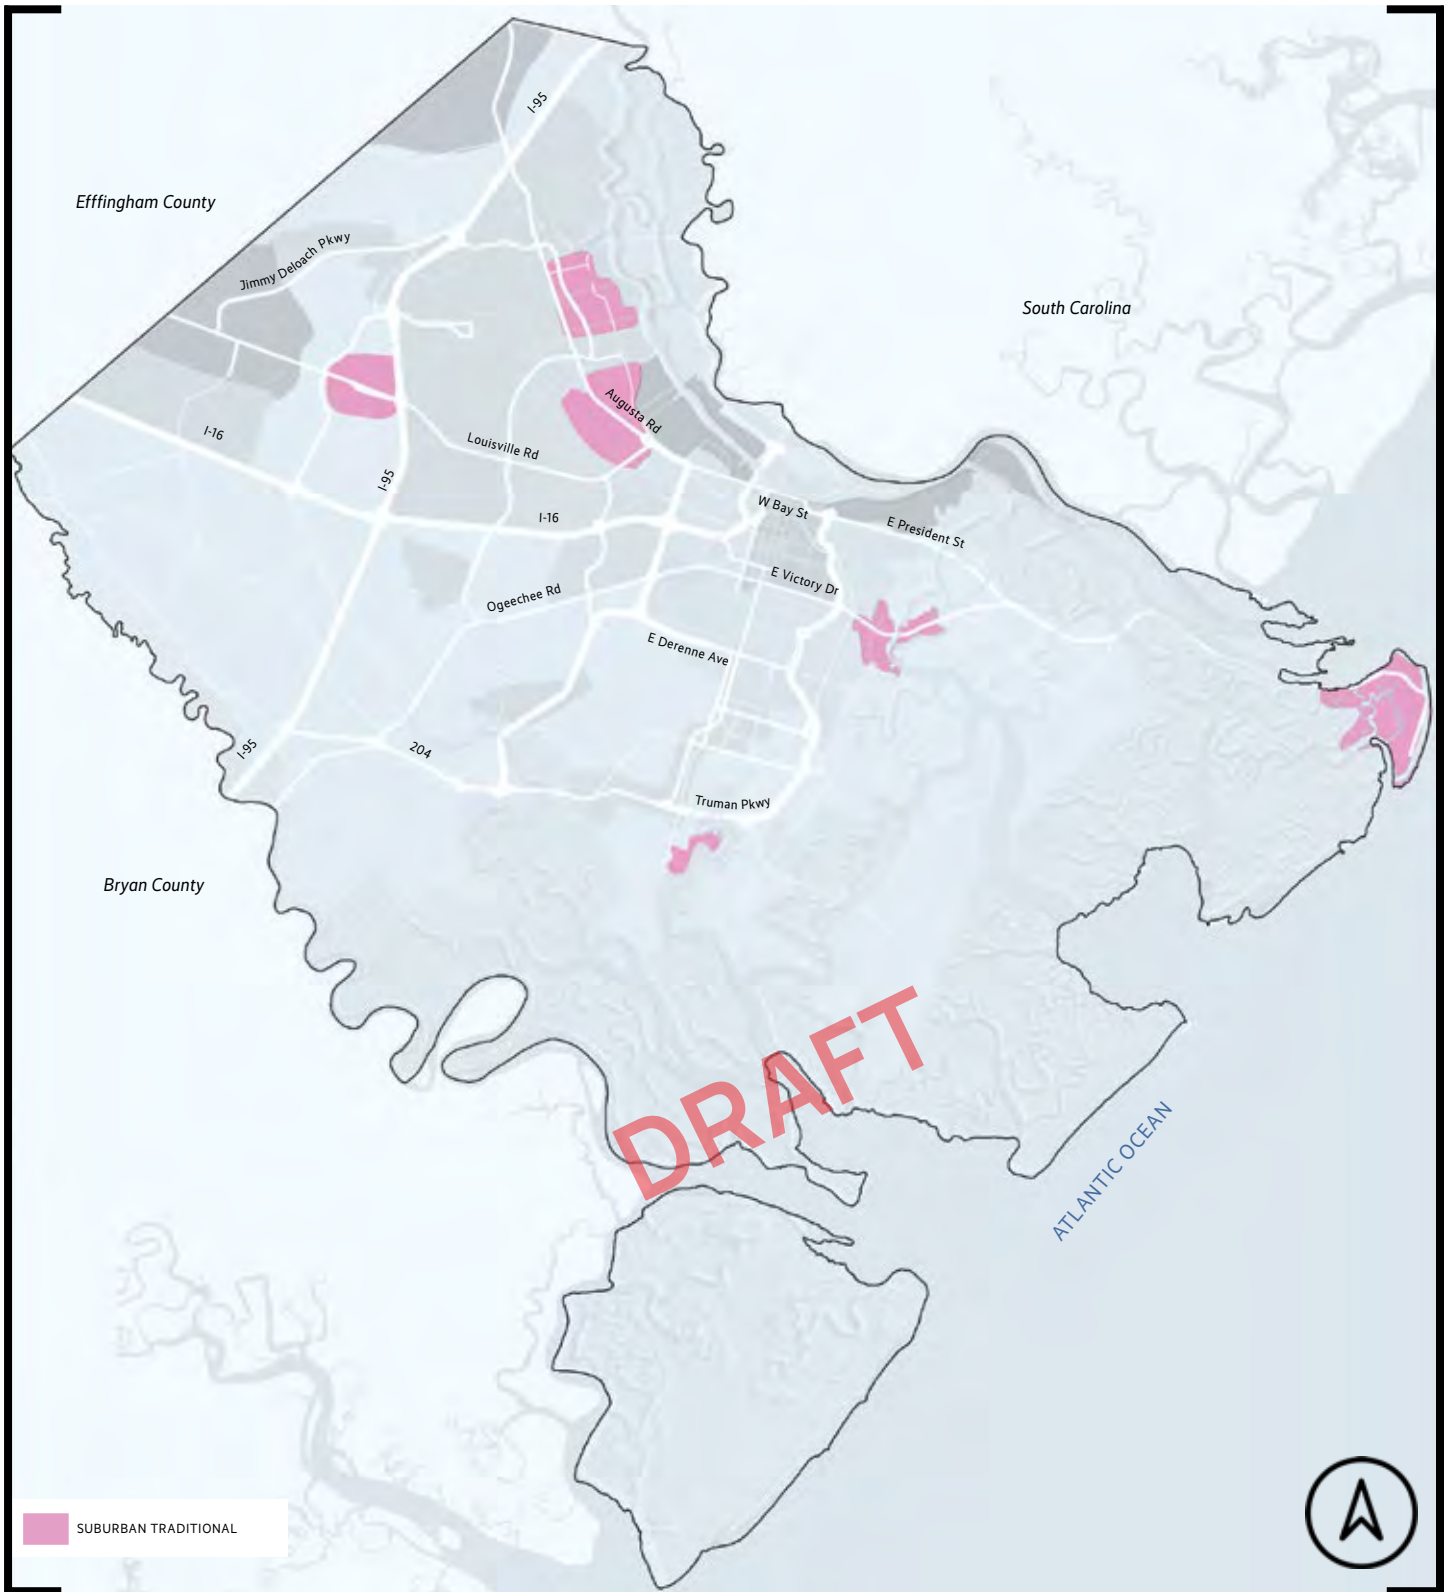 I-95
Efffingham County
Jimmy Deloach Pkwy
South Carolina
Augusta Rd
I-16
Louisville Rd
I-95
I-16
W Bay St
E President St
E Victory Dr
Ogeechee Rd
E Derenne Ave
I-95
204
Truman Pkwy
Bryan County
DRAFT
ATLANTIC OCEAN
SUBURBAN TRADITIONAL